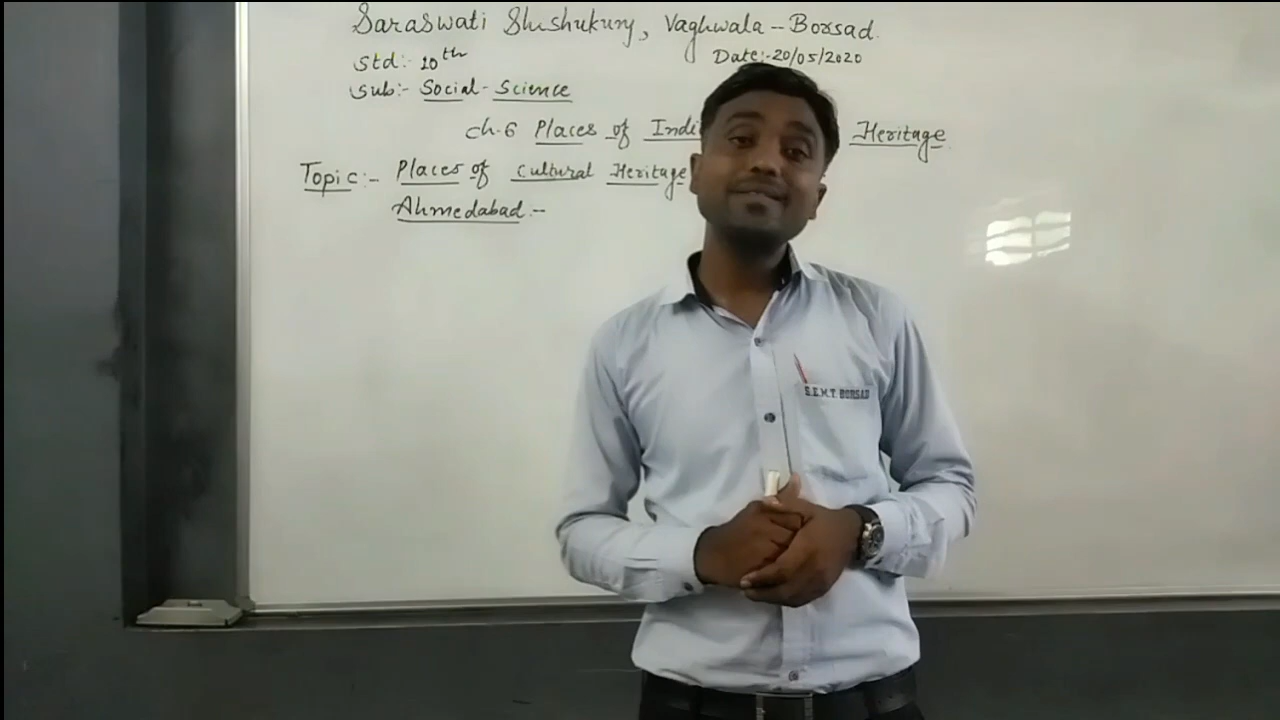 Saraswati Shishukunj, Vaghwala - Borsad.
Std:- 10th
Date:- 20/05/2020
Sub:- Social - Science
Ch. 6 Places of Indi Heritage.
Topic:- Places of Cultural Heritage
Ahmedabad:-
S.E.M.T. BORSAD